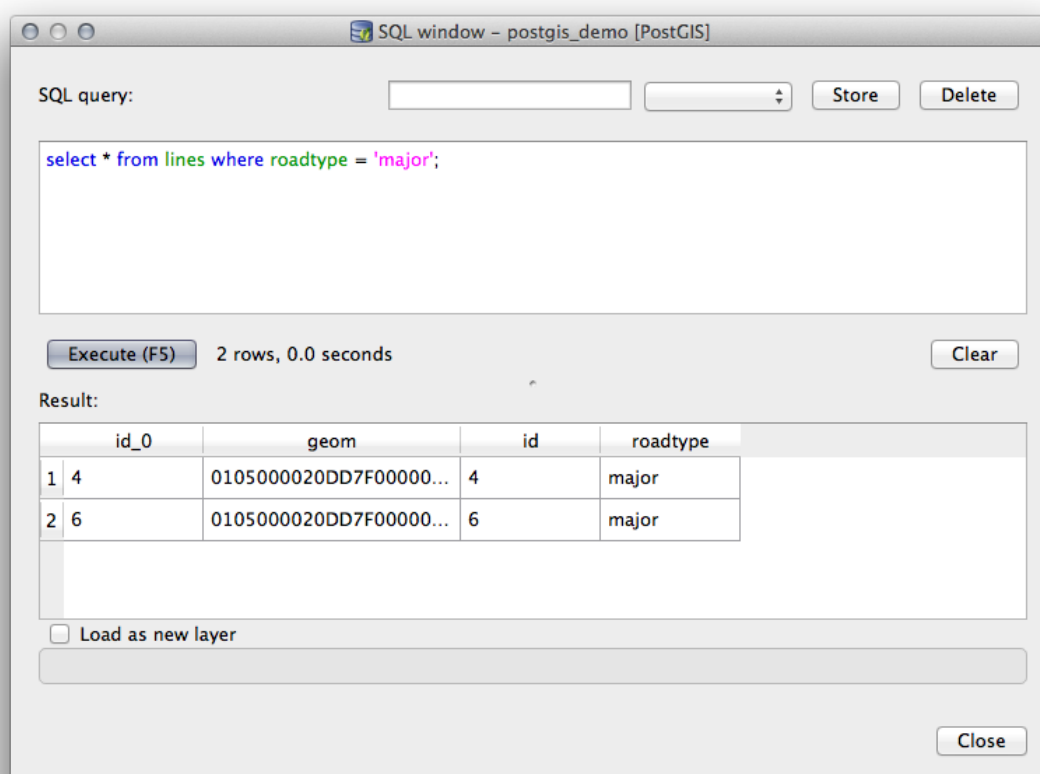 SQL window – postgis_demo [PostGIS]
SQL query:
Store
Delete
select * from lines where roadtype = 'major';
Execute (F5)
2 rows, 0.0 seconds
Clear
Result:
id_0 geom id roadtype
1 4 0105000020DD7F00000... 4 major
2 6 0105000020DD7F00000... 6 major
Load as new layer
Close